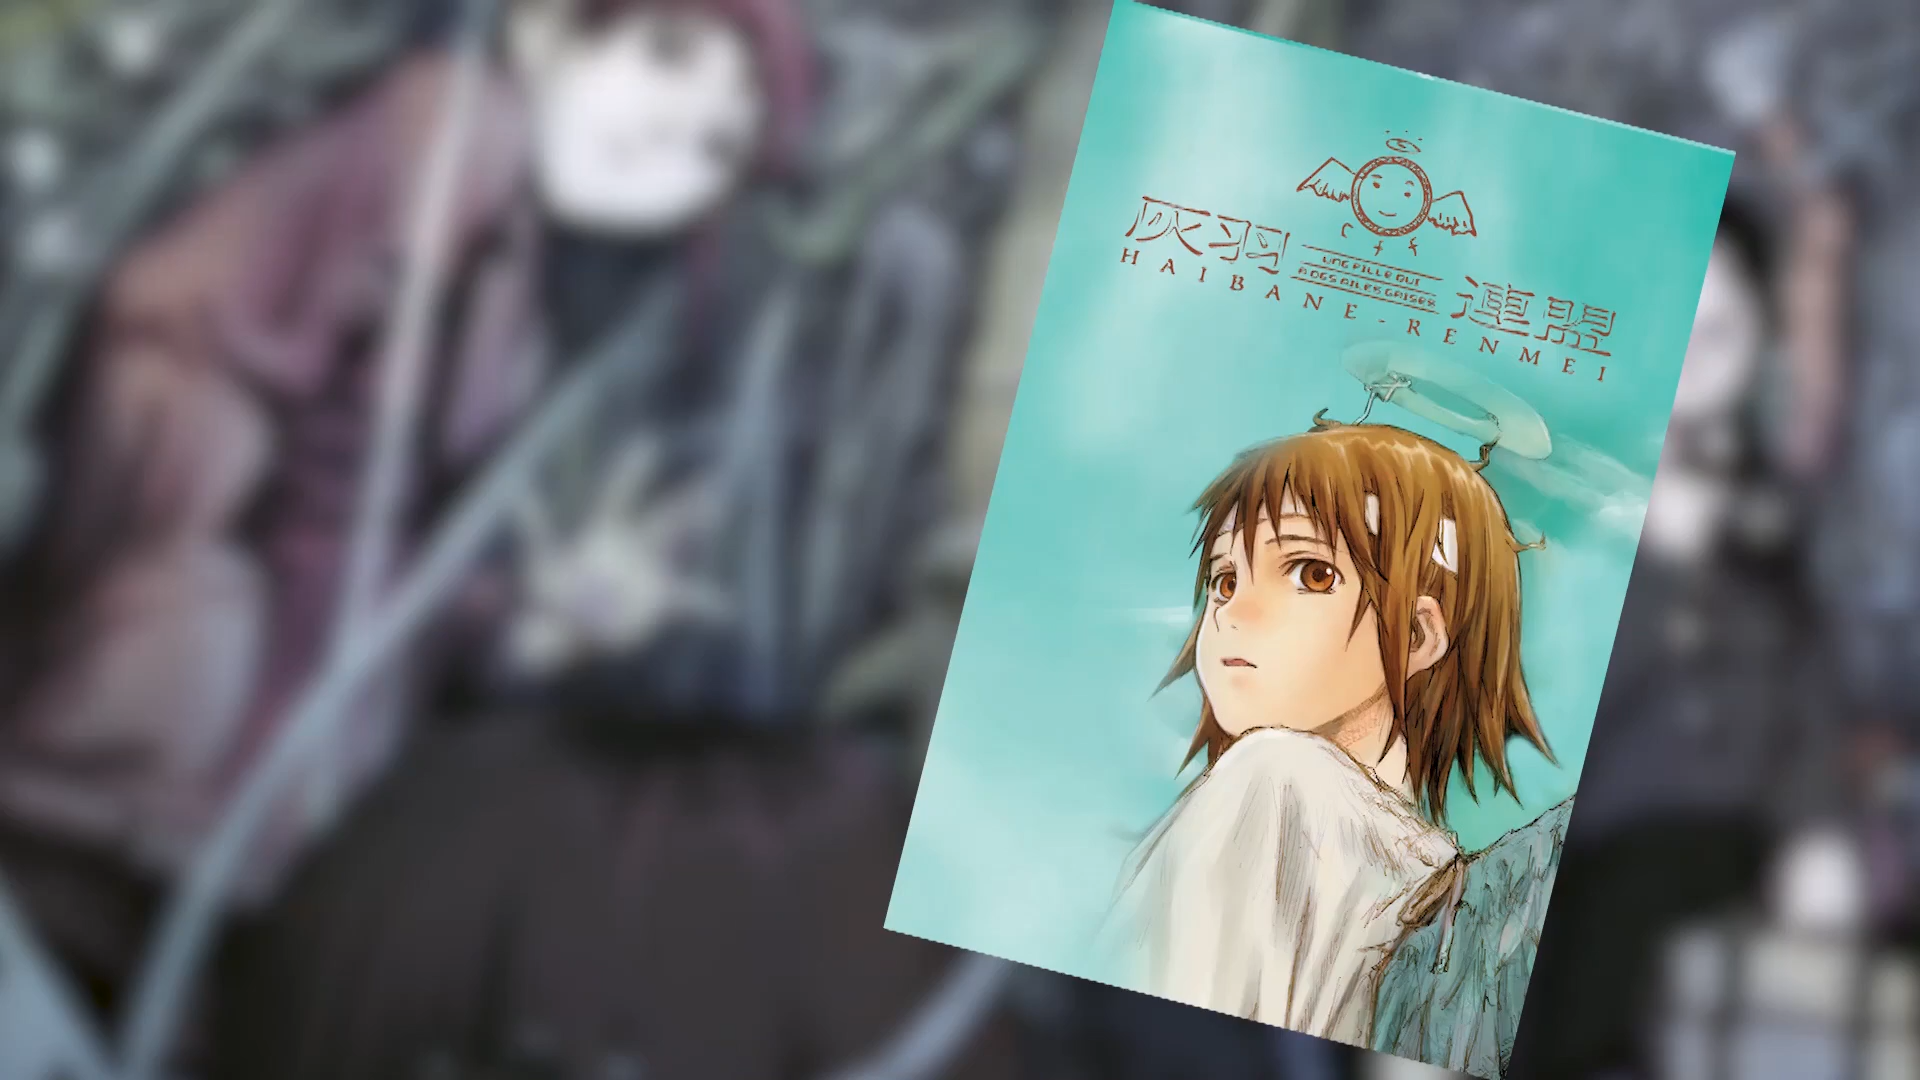 灰羽連盟
UNE FILLE QUI
A DES AILES GRISES
HAIBANE-RENMEI